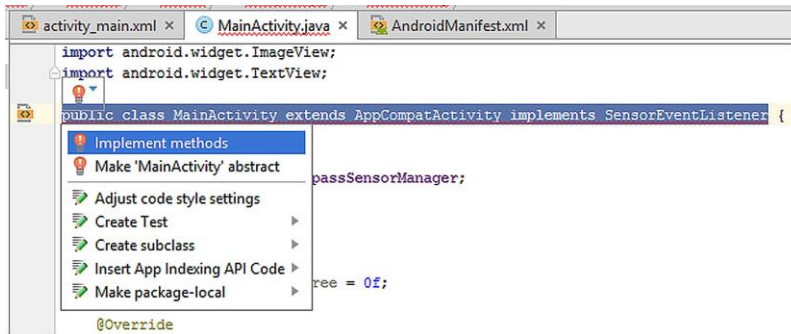 activity_main.xml × C MainActivity.java × AndroidManifest.xml ×
import android.widget.ImageView;
import android.widget.TextView;
public class MainActivity extends AppCompatActivity implements SensorEventListener {
Implement methods
Make 'MainActivity' abstract
passSensorManager;
Adjust code style settings
Create Test
Create subclass
Insert App Indexing API Code
ree = 0f;
Make package-local
@Override